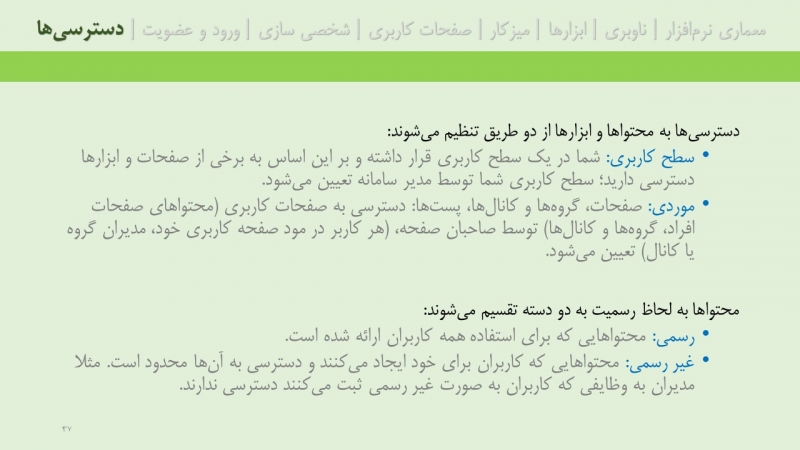 معماری نرم‌افزار | ناوبری | ابزارها | میزکار | صفحات کاربری | شخصی سازی | ورود و عضویت | دسترسی‌ها
دسترسی‌ها به محتواها و ابزارها از دو طریق تنظیم می‌شوند:
• سطح کاربری: شما در یک سطح کاربری قرار داشته و بر این اساس به برخی از صفحات و ابزارها
دسترسی دارید؛ سطح کاربری شما توسط مدیر سامانه تعیین می‌شود.
• موردی: صفحات، گروه‌ها و کانال‌ها، پست‌ها: دسترسی به صفحات کاربری (محتواهای صفحات
افراد، گروه‌ها و کانال‌ها) توسط صاحبان صفحه، (هر کاربر در مود صفحه کاربری خود، مدیران گروه
یا کانال) تعیین می‌شود.
محتواها به لحاظ رسمیت به دو دسته تقسیم می‌شوند:
• رسمی: محتواهایی که برای استفاده همه کاربران ارائه شده است.
• غیر رسمی: محتواهایی که کاربران برای خود ایجاد می‌کنند و دسترسی به آن‌ها محدود است. مثلا
مدیران به وظایفی که کاربران به صورت غیر رسمی ثبت می‌کنند دسترسی ندارند.
۳۷